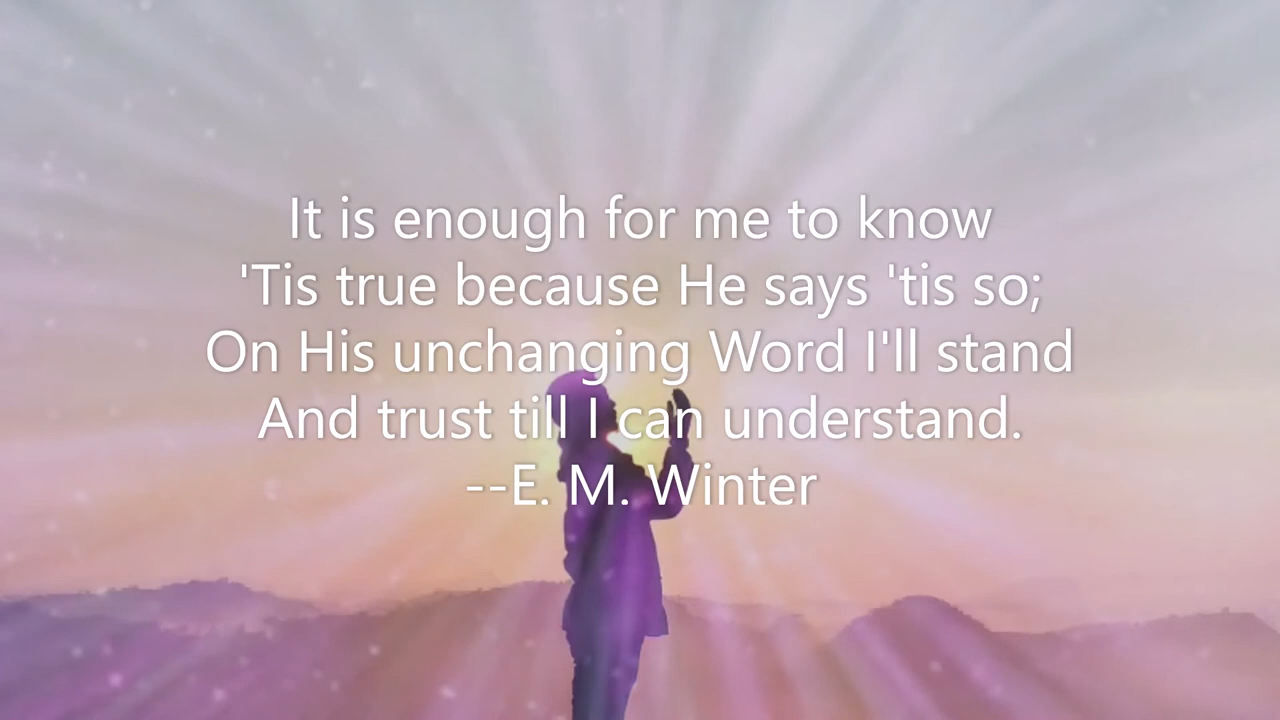 It is enough for me to know
'Tis true because He says 'tis so;
On His unchanging Word I'll stand
And trust till I can understand.
--E. M. Winter